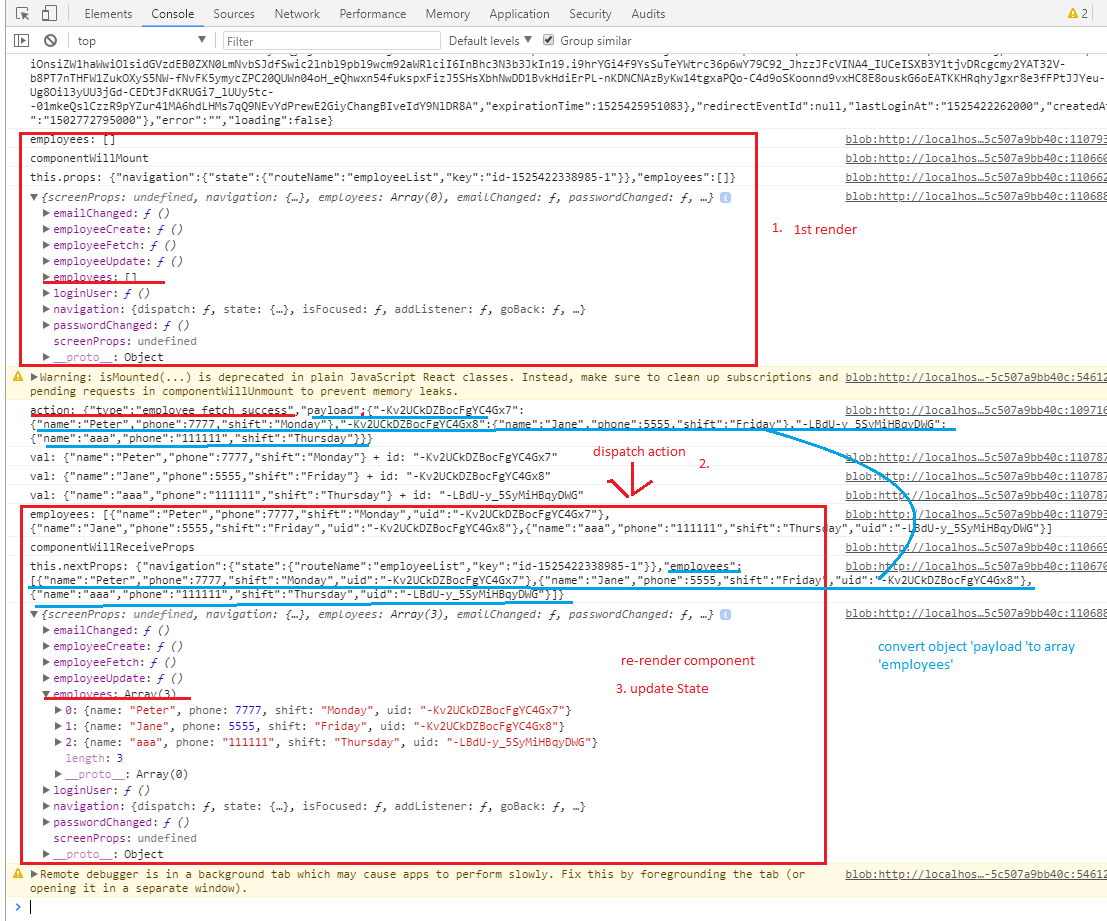 Elements Console Sources Network Performance Memory Application Security Audits 2
top Filter Default levels Group similar
b8PT7nTHFW1ZukOXyS5NW-fNvFK5ymycZPC20QUWn04oH_eQhwxn54fukspxFizJ5SHsXbhNwDD1BvkHdiErPL-nKDNCNAzByKw14tgxaPQo-C4d9oSKoonnd9vxHC8E8ouskG6oEATKKHRqhyJgxr8e3fFPtJJYeu-
Ug8Oil3yUU3jGd-CEDtJFdKRUGi7_lUUy5tc-
-01mkeQslCzzR9pYZur41MA6hdLHMs7qQ9NEvYdPrewE2GiyChangBIveIdY9NlDR8A","expirationTime":1525425951083},"redirectEventId":null,"lastLoginAt":"1525422262000","createdA
":"1502772795000"},"error":"","loading":false}
employees: [] blob:http://localhos…5c507a9bb40c:110793
componentWillMount blob:http://localhos…5c507a9bb40c:110660
this.props: {"navigation":{"state":{"routeName":"employeeList","key":"id-1525422338985-1"}},"employees":[]} blob:http://localhos…5c507a9bb40c:110662
{screenProps: undefined, navigation: {…}, employees: Array(0), emailChanged: ƒ, passwordChanged: ƒ, …} blob:http://localhos…5c507a9bb40c:110688
emailChanged: ƒ ()
employeeCreate: ƒ ()
1. 1st render
employeeFetch: ƒ ()
employeeUpdate: ƒ ()
employees: []
loginUser: ƒ ()
navigation: {dispatch: ƒ, state: {…}, isFocused: ƒ, addListener: ƒ, goBack: ƒ, …}
passwordChanged: ƒ ()
screenProps: undefined
__proto__: Object
Warning: isMounted(...) is deprecated in plain JavaScript React classes. Instead, make sure to clean up subscriptions and blob:http://localhos…-5c507a9bb40c:54612
pending requests in componentWillUnmount to prevent memory leaks.
action: {"type":"employee_fetch_success","payload":{"-Kv2UCkDZBocFgYC4Gx7": blob:http://localhos…5c507a9bb40c:109716
{"name":"Peter","phone":7777,"shift":"Monday"},"-Kv2UCkDZBocFgYC4Gx8":{"name":"Jane","phone":5555,"shift":"Friday"},"-LBdU-y_5SyMiHBqyDWG":
{"name":"aaa","phone":"111111","shift":"Thursday"}}}
val: {"name":"Peter","phone":7777,"shift":"Monday"} + id: "-Kv2UCkDZBocFgYC4Gx7" blob:http://localhos…5c507a9bb40c:110787
dispatch action 2.
val: {"name":"Jane","phone":5555,"shift":"Friday"} + id: "-Kv2UCkDZBocFgYC4Gx8 blob:http://localhos…5c507a9bb40c:110787
val: {"name":"aaa","phone":"111111","shift":"Thursday"} + id: "-LBdU-y_5SyMiHBqyDWG" blob:http://localhos…5c507a9bb40c:110787
employees: [{"name":"Peter","phone":7777,"shift":"Monday","uid":"-Kv2UCkDZBocFgYC4Gx7"}, blob:http://localhos…5c507a9bb40c:110793
{"name":"Jane","phone":5555,"shift":"Friday","uid":"-Kv2UCkDZBocFgYC4Gx8"},{"name":"aaa","phone":"111111","shift":"Thursday","uid":"-LBdU-y_5SyMiHBqyDWG"}]
componentWillReceiveProps blob:http://localhos…5c507a9bb40c:110669
this.nextProps: {"navigation":{"state":{"routeName":"employeeList","key":"id-1525422338985-1"}},"employees": blob:http://localhos…5c507a9bb40c:110670
[{"name":"Peter","phone":7777,"shift":"Monday","uid":"-Kv2UCkDZBocFgYC4Gx7"},{"name":"Jane","phone":5555,"shift":"Friday","uid":"-Kv2UCkDZBocFgYC4Gx8"},
{"name":"aaa","phone":"111111","shift":"Thursday","uid":"-LBdU-y_5SyMiHBqyDWG"}]}
{screenProps: undefined, navigation: {…}, employees: Array(3), emailChanged: ƒ, passwordChanged: ƒ, …} blob:http://localhos…5c507a9bb40c:110688
emailChanged: ƒ ()
employeeCreate: ƒ ()
convert object 'payload 'to array
'employees'
employeeFetch: ƒ ()
re-render component
employeeUpdate: ƒ ()
3. update State
employees: Array(3)
0: {name: "Peter", phone: 7777, shift: "Monday", uid: "-Kv2UCkDZBocFgYC4Gx7"}
1: {name: "Jane", phone: 5555, shift: "Friday", uid: "-Kv2UCkDZBocFgYC4Gx8"}
2: {name: "aaa", phone: "111111", shift: "Thursday", uid: "-LBdU-y_5SyMiHBqyDWG"}
length: 3
__proto__: Array(0)
loginUser: ƒ ()
navigation: {dispatch: ƒ, state: {…}, isFocused: ƒ, addListener: ƒ, goBack: ƒ, …}
passwordChanged: ƒ ()
screenProps: undefined
__proto__: Object
Remote debugger is in a background tab which may cause apps to perform slowly. Fix this by foregrounding the tab (or blob:http://localhos…-5c507a9bb40c:54612
opening it in a separate window).